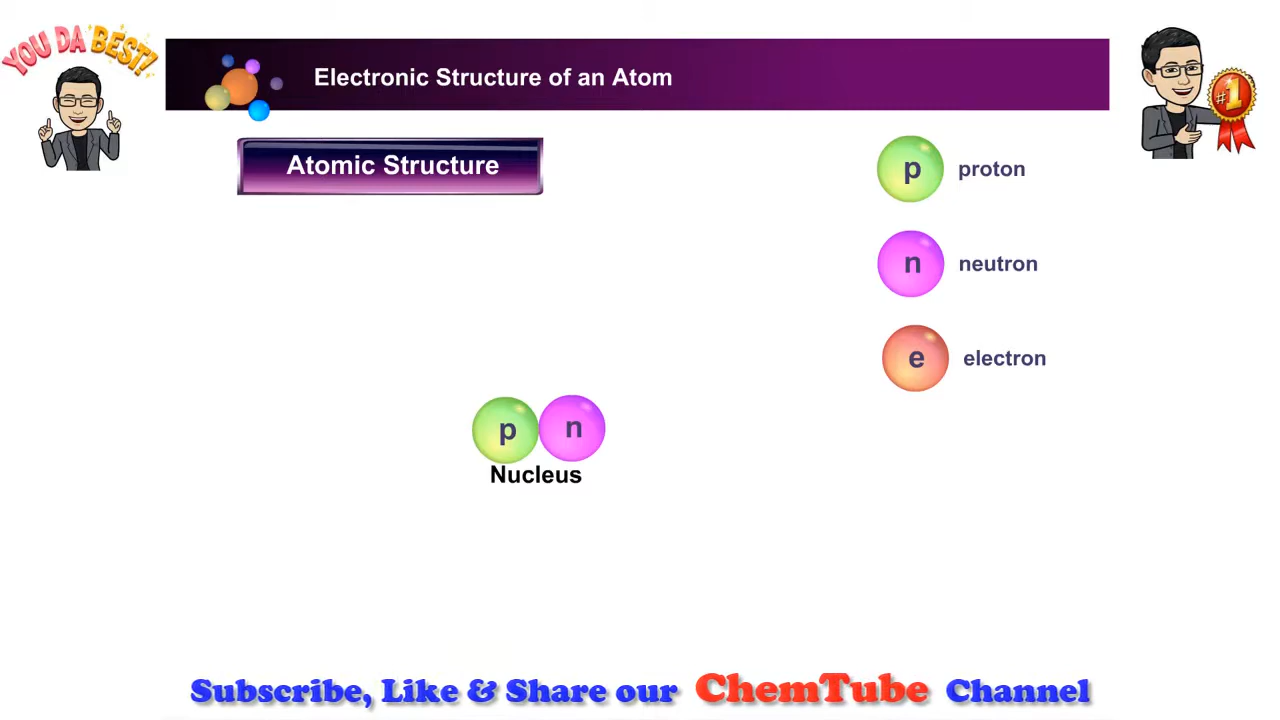 YOU DA BEST!
Electronic Structure of an Atom
#1
Atomic Structure
p proton
n neutron
e electron
p n
Nucleus
Subscribe, Like & Share our ChemTube Channel